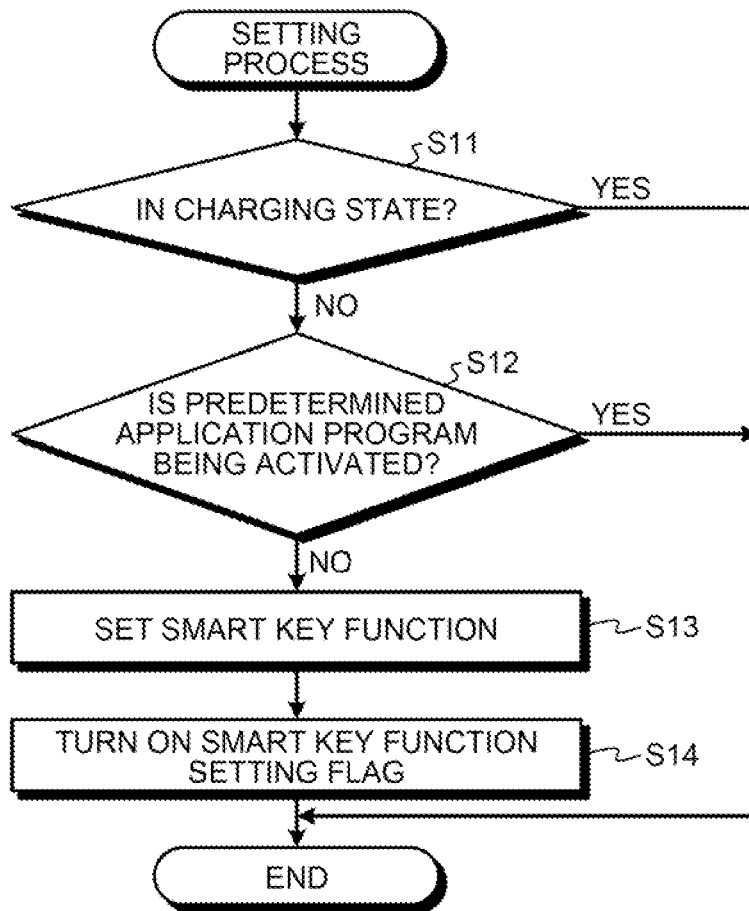 SETTING
PROCESS
S11
IN CHARGING STATE?
YES
NO
S12
IS PREDETERMINED
APPLICATION PROGRAM
BEING ACTIVATED?
YES
NO
SET SMART KEY FUNCTION
S13
TURN ON SMART KEY FUNCTION
SETTING FLAG
S14
END